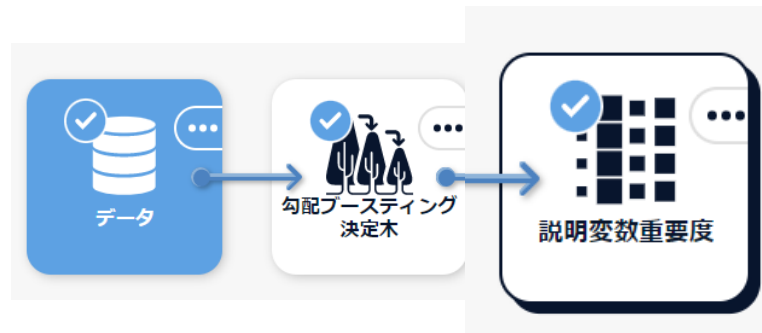 データ
勾配ブースティング
決定木
説明変数重要度